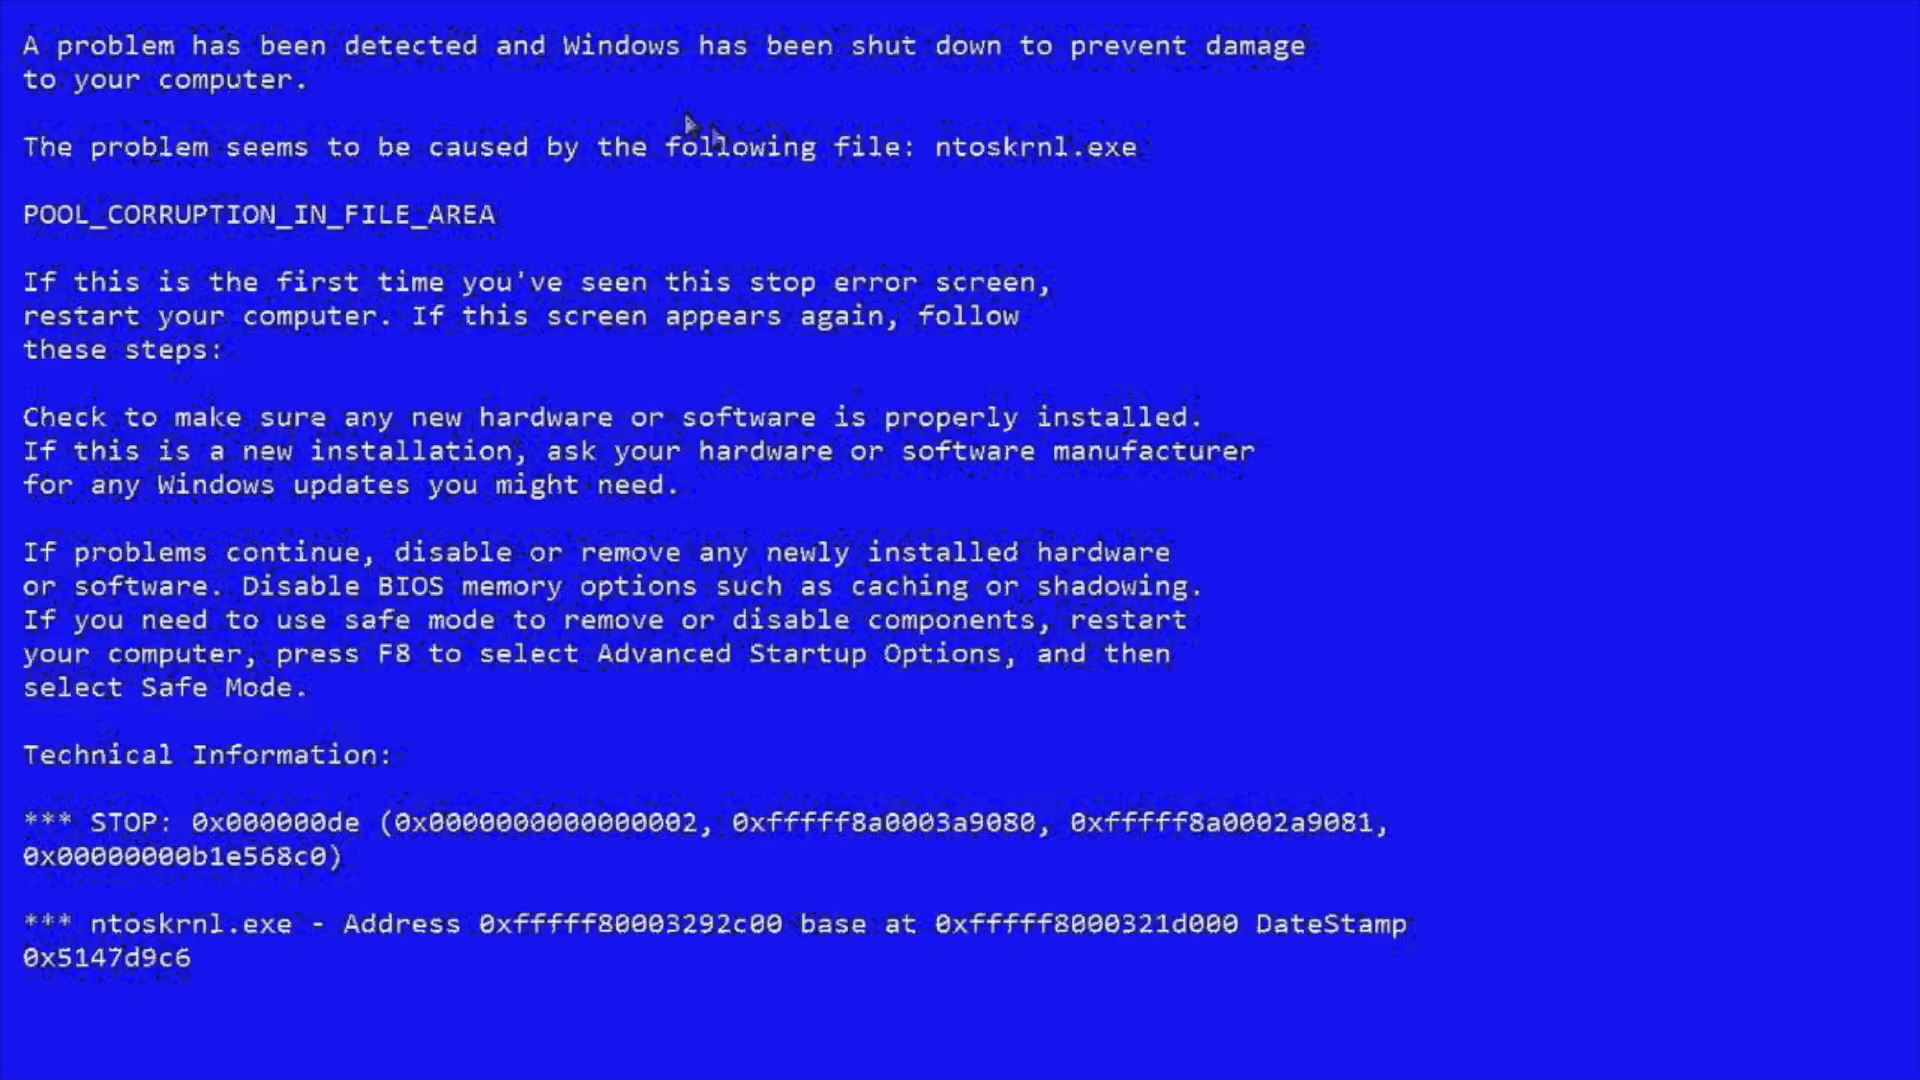 A problem has been detected and Windows has been shut down to prevent damage
to your computer.
The problem seems to be caused by the following file: ntoskrnl.exe
POOL_CORRUPTION_IN_FILE_AREA
If this is the first time you've seen this stop error screen,
restart your computer. If this screen appears again, follow
these steps:
Check to make sure any new hardware or software is properly installed.
If this is a new installation, ask your hardware or software manufacturer
for any Windows updates you might need.
If problems continue, disable or remove any newly installed hardware
or software. Disable BIOS memory options such as caching or shadowing.
If you need to use safe mode to remove or disable components, restart
your computer, press F8 to select Advanced Startup Options, and then
select Safe Mode.
Technical Information:
*** STOP: 0x000000de (0x0000000000000002, 0xfffff8a0003a9080, 0xfffff8a0002a9081,
0x00000000b1e568c0)
*** ntoskrnl.exe - Address 0xfffff80003292c00 base at 0xfffff8000321d000 DateStamp
0x5147d9c6